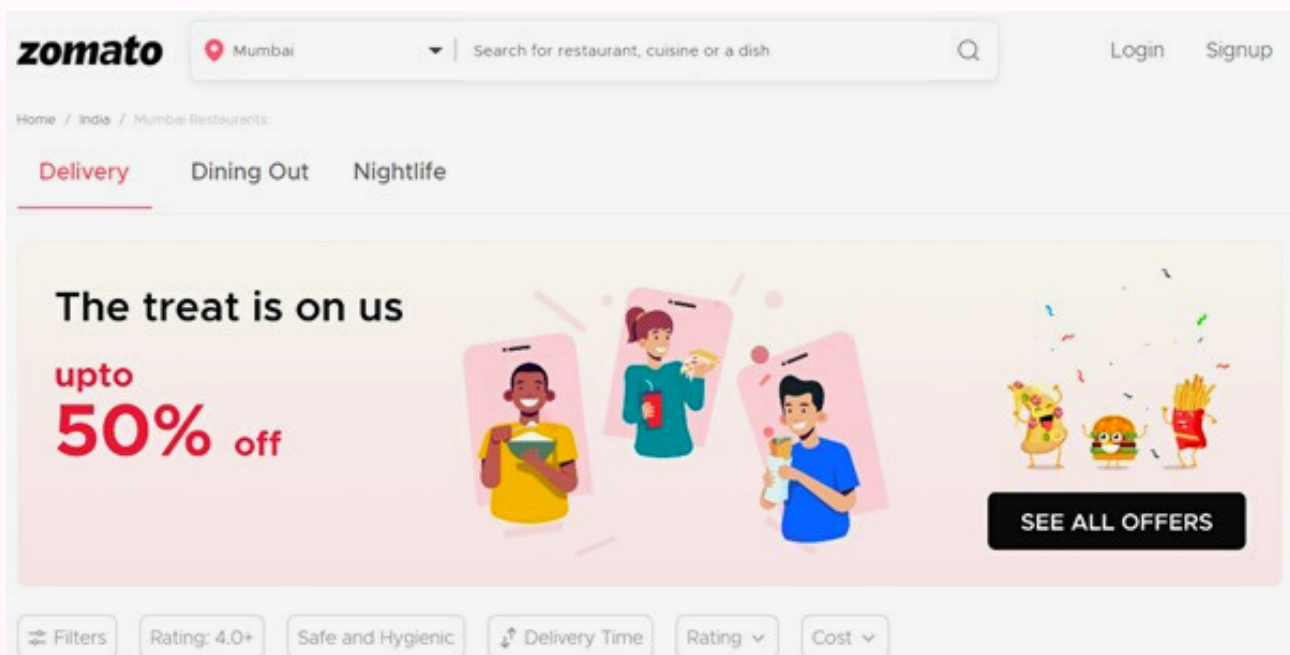 zomato
Mumbai
Search for restaurant, cuisine or a dish
Login
Signup
Home / India / Mumbai Restaurants
Delivery
Dining Out
Nightlife
The treat is on us
upto
50% off
SEE ALL OFFERS
Filters
Rating: 4.0+
Safe and Hygienic
Delivery Time
Rating
Cost